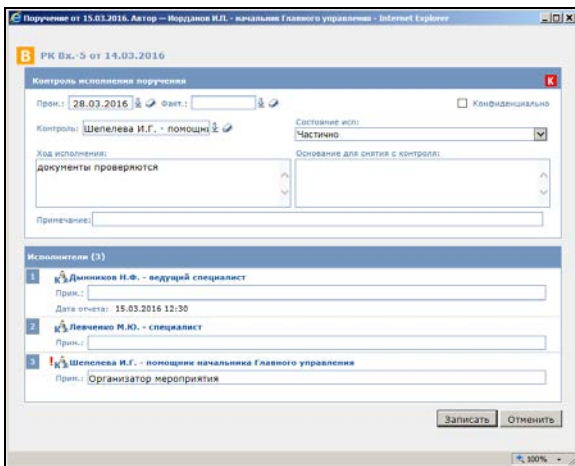 Поручение от 15.03.2016. Автор — Иорданов И.П. - начальник Главного управления - Internet Explorer
В РК Вх.-5 от 14.03.2016
Контроль исполнения поручения К
План.: 28.03.2016 Факт.: Конфиденциально
Контроль: Шепелева И.Г. - помощни Состояние исп:
Частично
Ход исполнения: Основание для снятия с контроля:
документы проверяются
Примечание:
Исполнители (3)
1 К Дынников Н.Ф. - ведущий специалист
Прим.:
Дата отчета: 15.03.2016 12:30
2 К Левченко М.Ю. - специалист
Прим.:
3 ! К Шепелева И.Г. - помощник начальника Главного управления
Прим.: Организатор мероприятия
Записать Отменить
100%